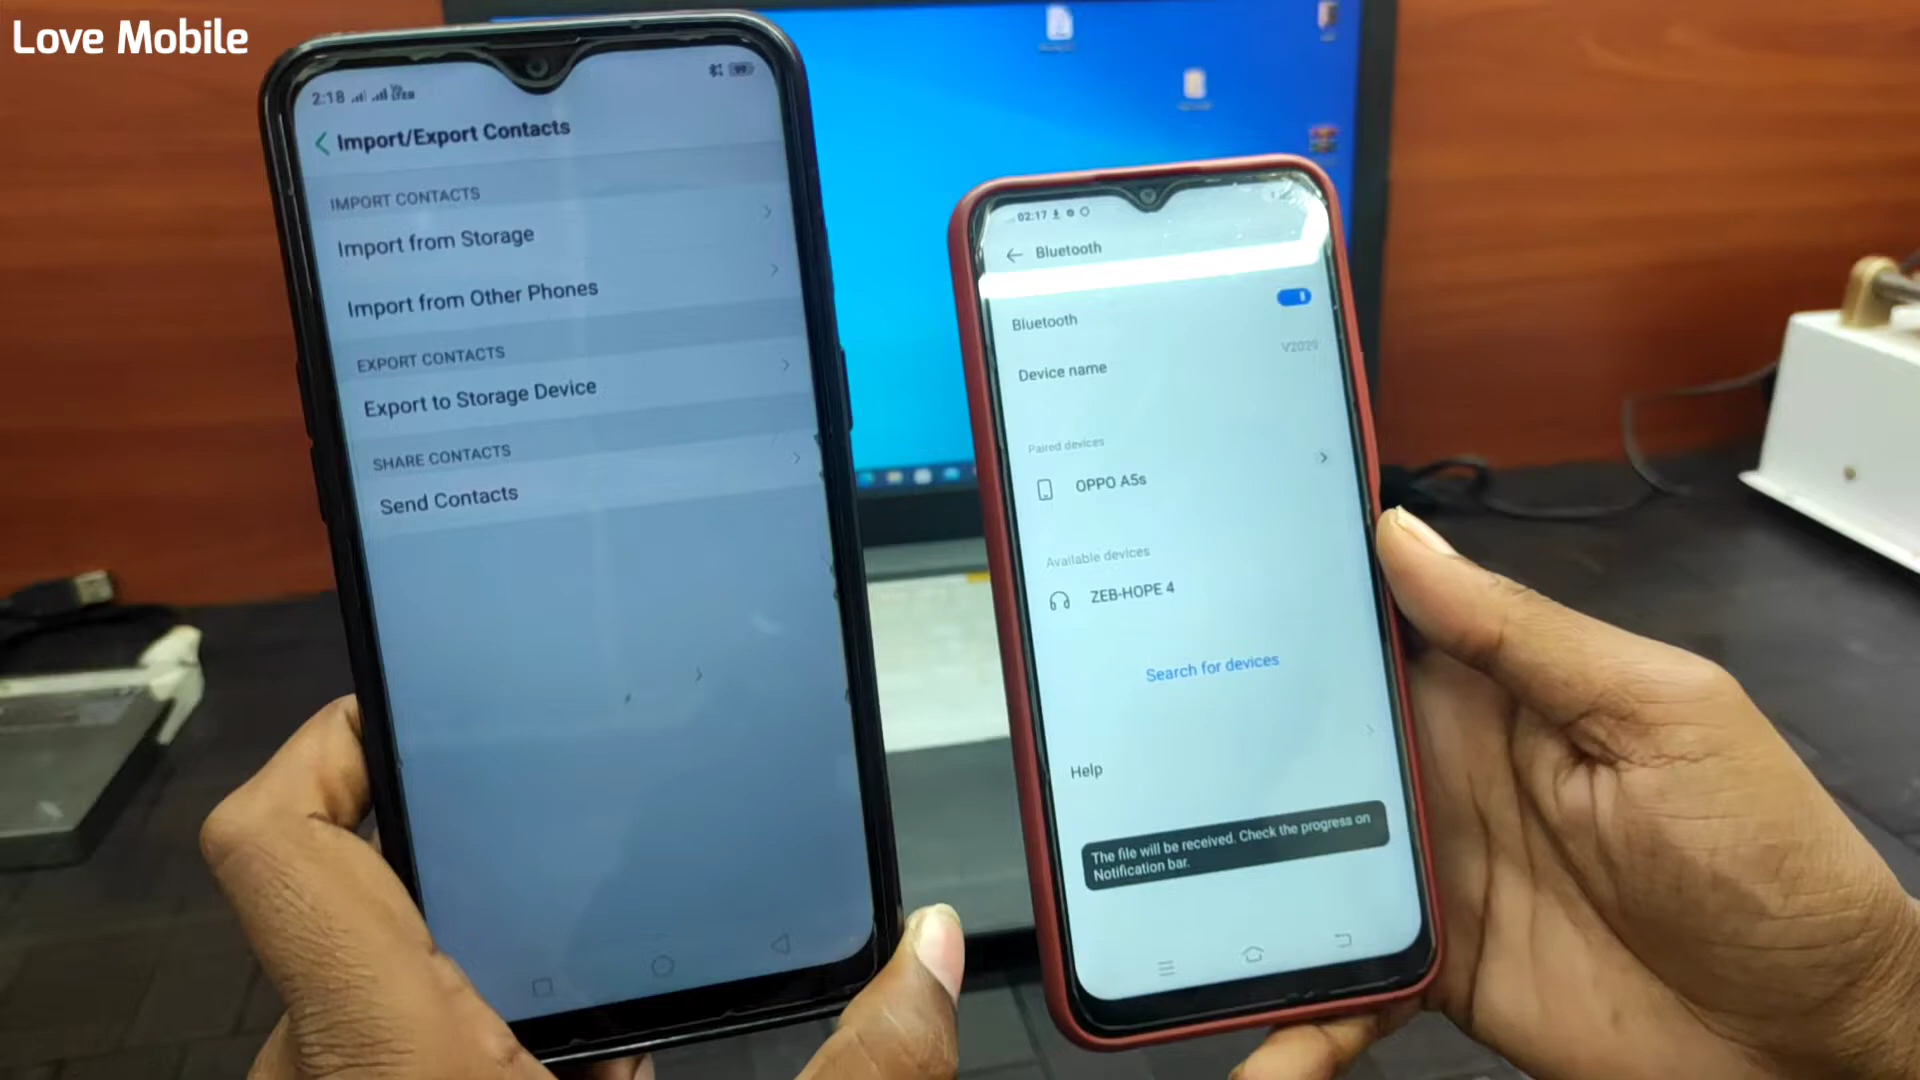 Love Mobile
2:18
Import/Export Contacts
IMPORT CONTACTS
Import from Storage
Import from Other Phones
EXPORT CONTACTS
Export to Storage Device
SHARE CONTACTS
Send Contacts
02:17
Bluetooth
Bluetooth
Device name
V2029
Paired devices
OPPO A5s
Available devices
ZEB-HOPE 4
Search for devices
Help
The file will be received. Check the progress on
Notification bar.